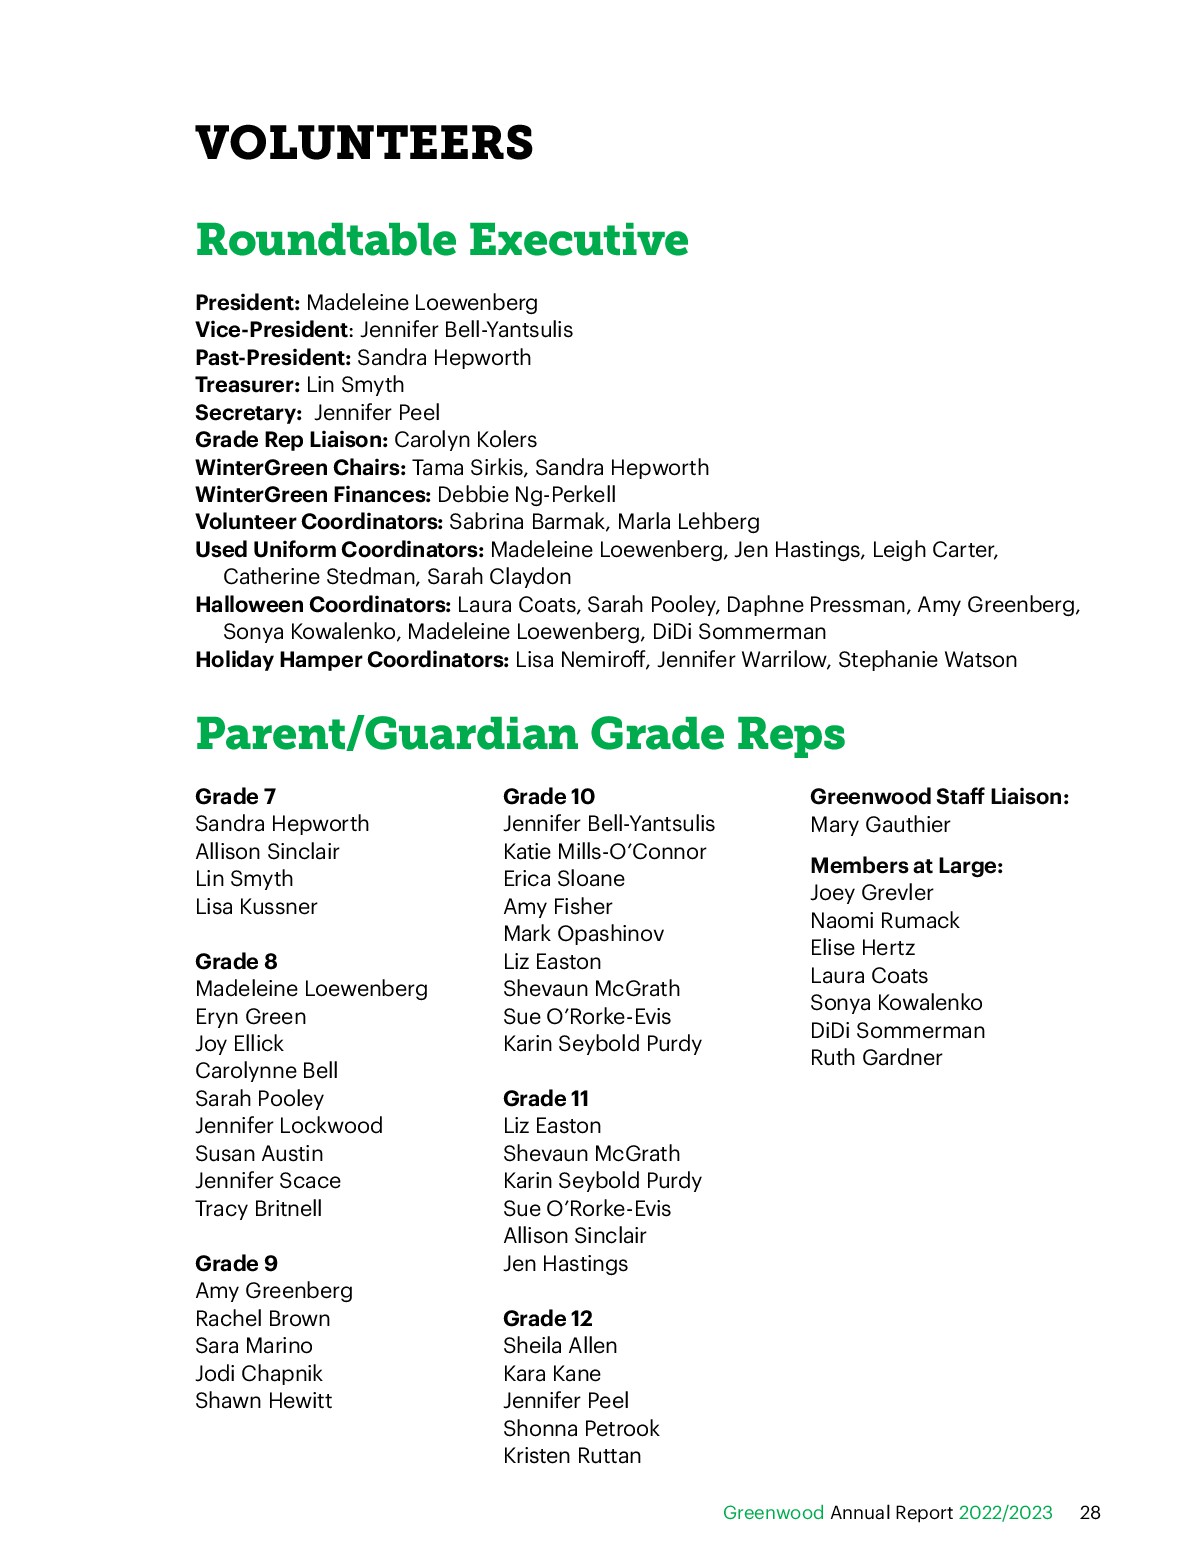 VOLUNTEERS
Roundtable Executive
President: Madeleine Loewenberg
Vice-President: Jennifer Bell-Yantsulis
Past-President: Sandra Hepworth
Treasurer: Lin Smyth
Secretary:  Jennifer Peel
Grade Rep Liaison: Carolyn Kolers
WinterGreen Chairs: Tama Sirkis, Sandra Hepworth
WinterGreen Finances: Debbie Ng-Perkell
Volunteer Coordinators: Sabrina Barmak, Marla Lehberg
Used Uniform Coordinators: Madeleine Loewenberg, Jen Hastings, Leigh Carter,
Catherine Stedman, Sarah Claydon
Halloween Coordinators: Laura Coats, Sarah Pooley, Daphne Pressman, Amy Greenberg,
Sonya Kowalenko, Madeleine Loewenberg, DiDi Sommerman
Holiday Hamper Coordinators: Lisa Nemiroff, Jennifer Warrilow, Stephanie Watson
Parent/Guardian Grade Reps
Grade 7
Sandra Hepworth
Allison Sinclair
Lin Smyth
Lisa Kussner
Grade 8
Madeleine Loewenberg
Eryn Green
Joy Ellick
Carolynne Bell
Sarah Pooley
Jennifer Lockwood
Susan Austin
Jennifer Scace
Tracy Britnell
Grade 9
Amy Greenberg
Rachel Brown
Sara Marino
Jodi Chapnik
Shawn Hewitt
Grade 10
Jennifer Bell-Yantsulis
Katie Mills-O’Connor
Erica Sloane
Amy Fisher
Mark Opashinov
Liz Easton
Shevaun McGrath
Sue O’Rorke-Evis
Karin Seybold Purdy
Grade 11
Liz Easton
Shevaun McGrath
Karin Seybold Purdy
Sue O’Rorke-Evis
Allison Sinclair
Jen Hastings
Grade 12
Sheila Allen
Kara Kane
Jennifer Peel
Shonna Petrook
Kristen Ruttan
Greenwood Staff Liaison:
Mary Gauthier
Members at Large:
Joey Grevler
Naomi Rumack
Elise Hertz
Laura Coats
Sonya Kowalenko
DiDi Sommerman
Ruth Gardner
Greenwood Annual Report 2022/2023 28